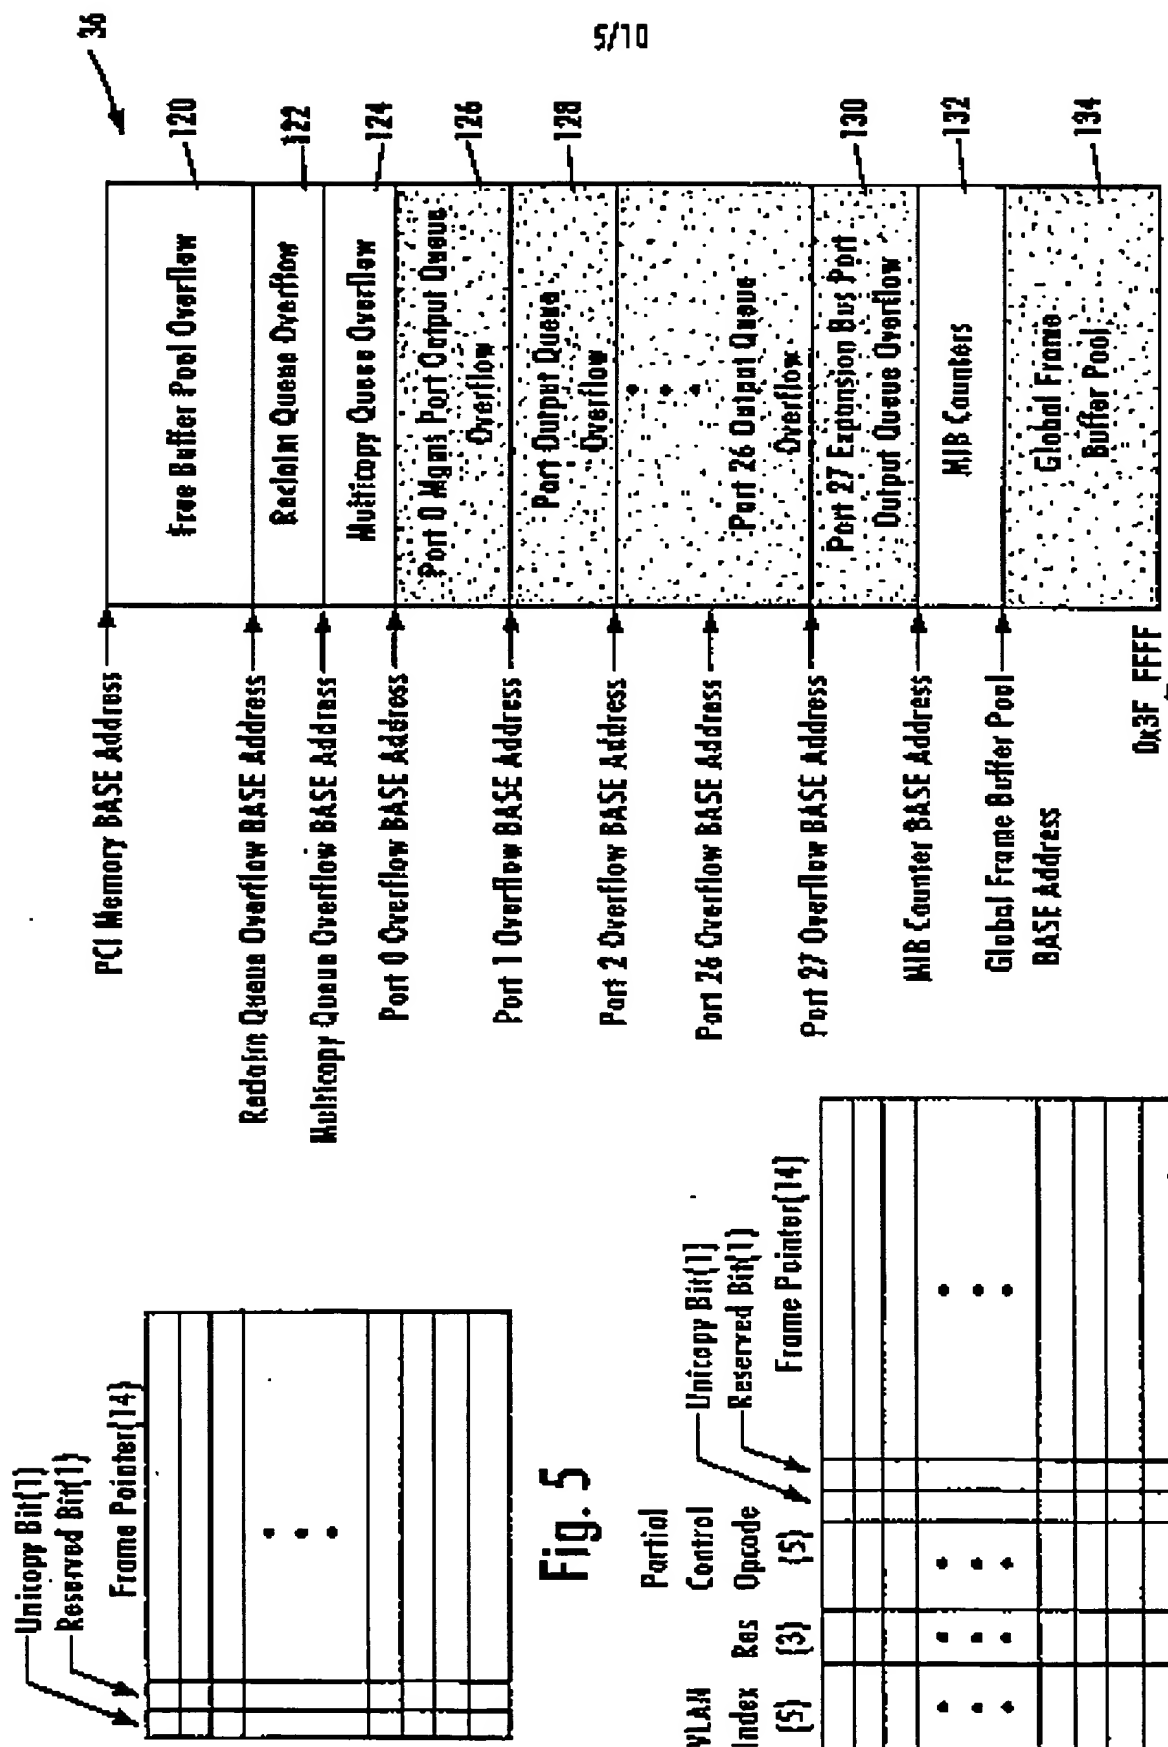 36
PCI Memory BASE Address
Free Buffer Pool Overflow
120
Reclaim Queue Overflow BASE Address
Reclaim Queue Overflow
122
Multicopy Queue Overflow BASE Address
Multicopy Queue Overflow
124
Port 0 Overflow BASE Address
Port 0 Mgmt Port Output Queue
Overflow
126
Port 1 Overflow BASE Address
Port Output Queue
Overflow
128
Port 2 Overflow BASE Address
Port 26 Overflow BASE Address
Port 26 Output Queue
Overflow
Port 27 Overflow BASE Address
Port 27 Expansion Bus Port
Output Queue Overflow
130
MIB Counter BASE Address
MIB Counters
132
Global Frame Buffer Pool
BASE Address
Global Frame
Buffer Pool
134
0x3F_FFFF
Unicopy Bit(1)
Reserved Bit(1)
Frame Pointer(14)
Fig. 5
VLAN
Index
(5)
Res
(3)
Partial
Control
Opcode
(5)
Unicopy Bit(1)
Reserved Bit(1)
Frame Pointer(14)